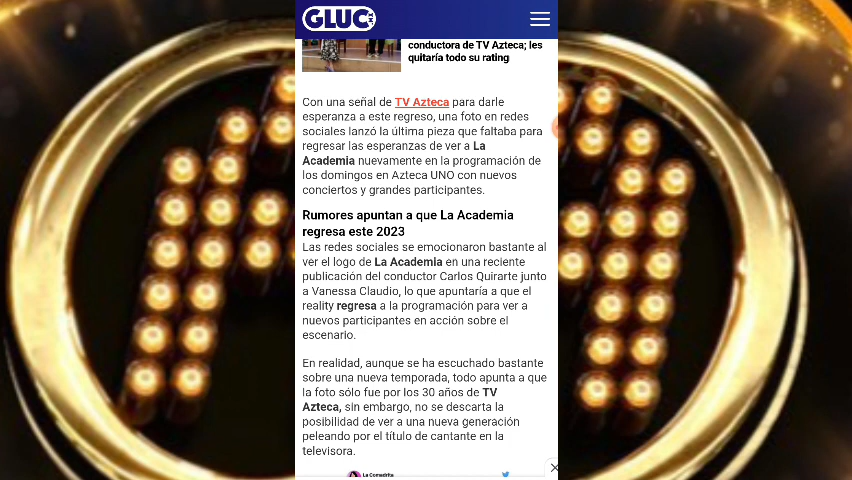 GLUC
conductora de TV Azteca; les
quitaría todo su rating
Con una señal de TV Azteca para darle
esperanza a este regreso, una foto en redes
sociales lanzó la última pieza que faltaba para
regresar las esperanzas de ver a La
Academia nuevamente en la programación de
los domingos en Azteca UNO con nuevos
conciertos y grandes participantes.
Rumores apuntan a que La Academia
regresa este 2023
Las redes sociales se emocionaron bastante al
ver el logo de La Academia en una reciente
publicación del conductor Carlos Quirarte junto
a Vanessa Claudio, lo que apuntaría a que el
reality regresa a la programación para ver a
nuevos participantes en acción sobre el
escenario.
En realidad, aunque se ha escuchado bastante
sobre una nueva temporada, todo apunta a que
la foto sólo fue por los 30 años de TV
Azteca, sin embargo, no se descarta la
posibilidad de ver a una nueva generación
peleando por el título de cantante en la
televisora.
La Comadrita